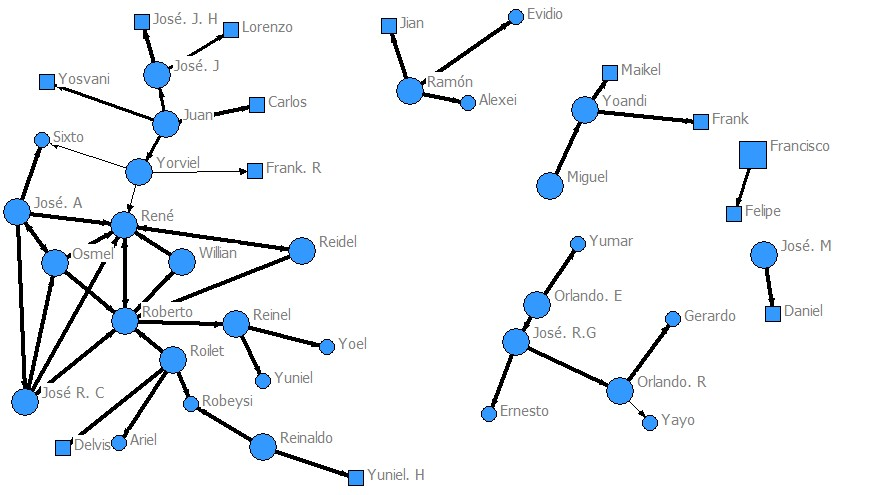 José. J. H
Lorenzo
José. J
Yosvani
Juan
Carlos
Sixto
Yorviel
Frank. R
José. A
René
Osmel
Willian
Reidel
Roberto
Reinel
Yoel
Roilet
Yuniel
José R. C
Robeysi
Delvis
Ariel
Reinaldo
Yuniel. H
Jian
Evidio
Ramón
Alexei
Maikel
Yoandi
Frank
Miguel
Francisco
Felipe
José. M
Daniel
Yumar
Orlando. E
José. R.G
Gerardo
Orlando. R
Ernesto
Yayo